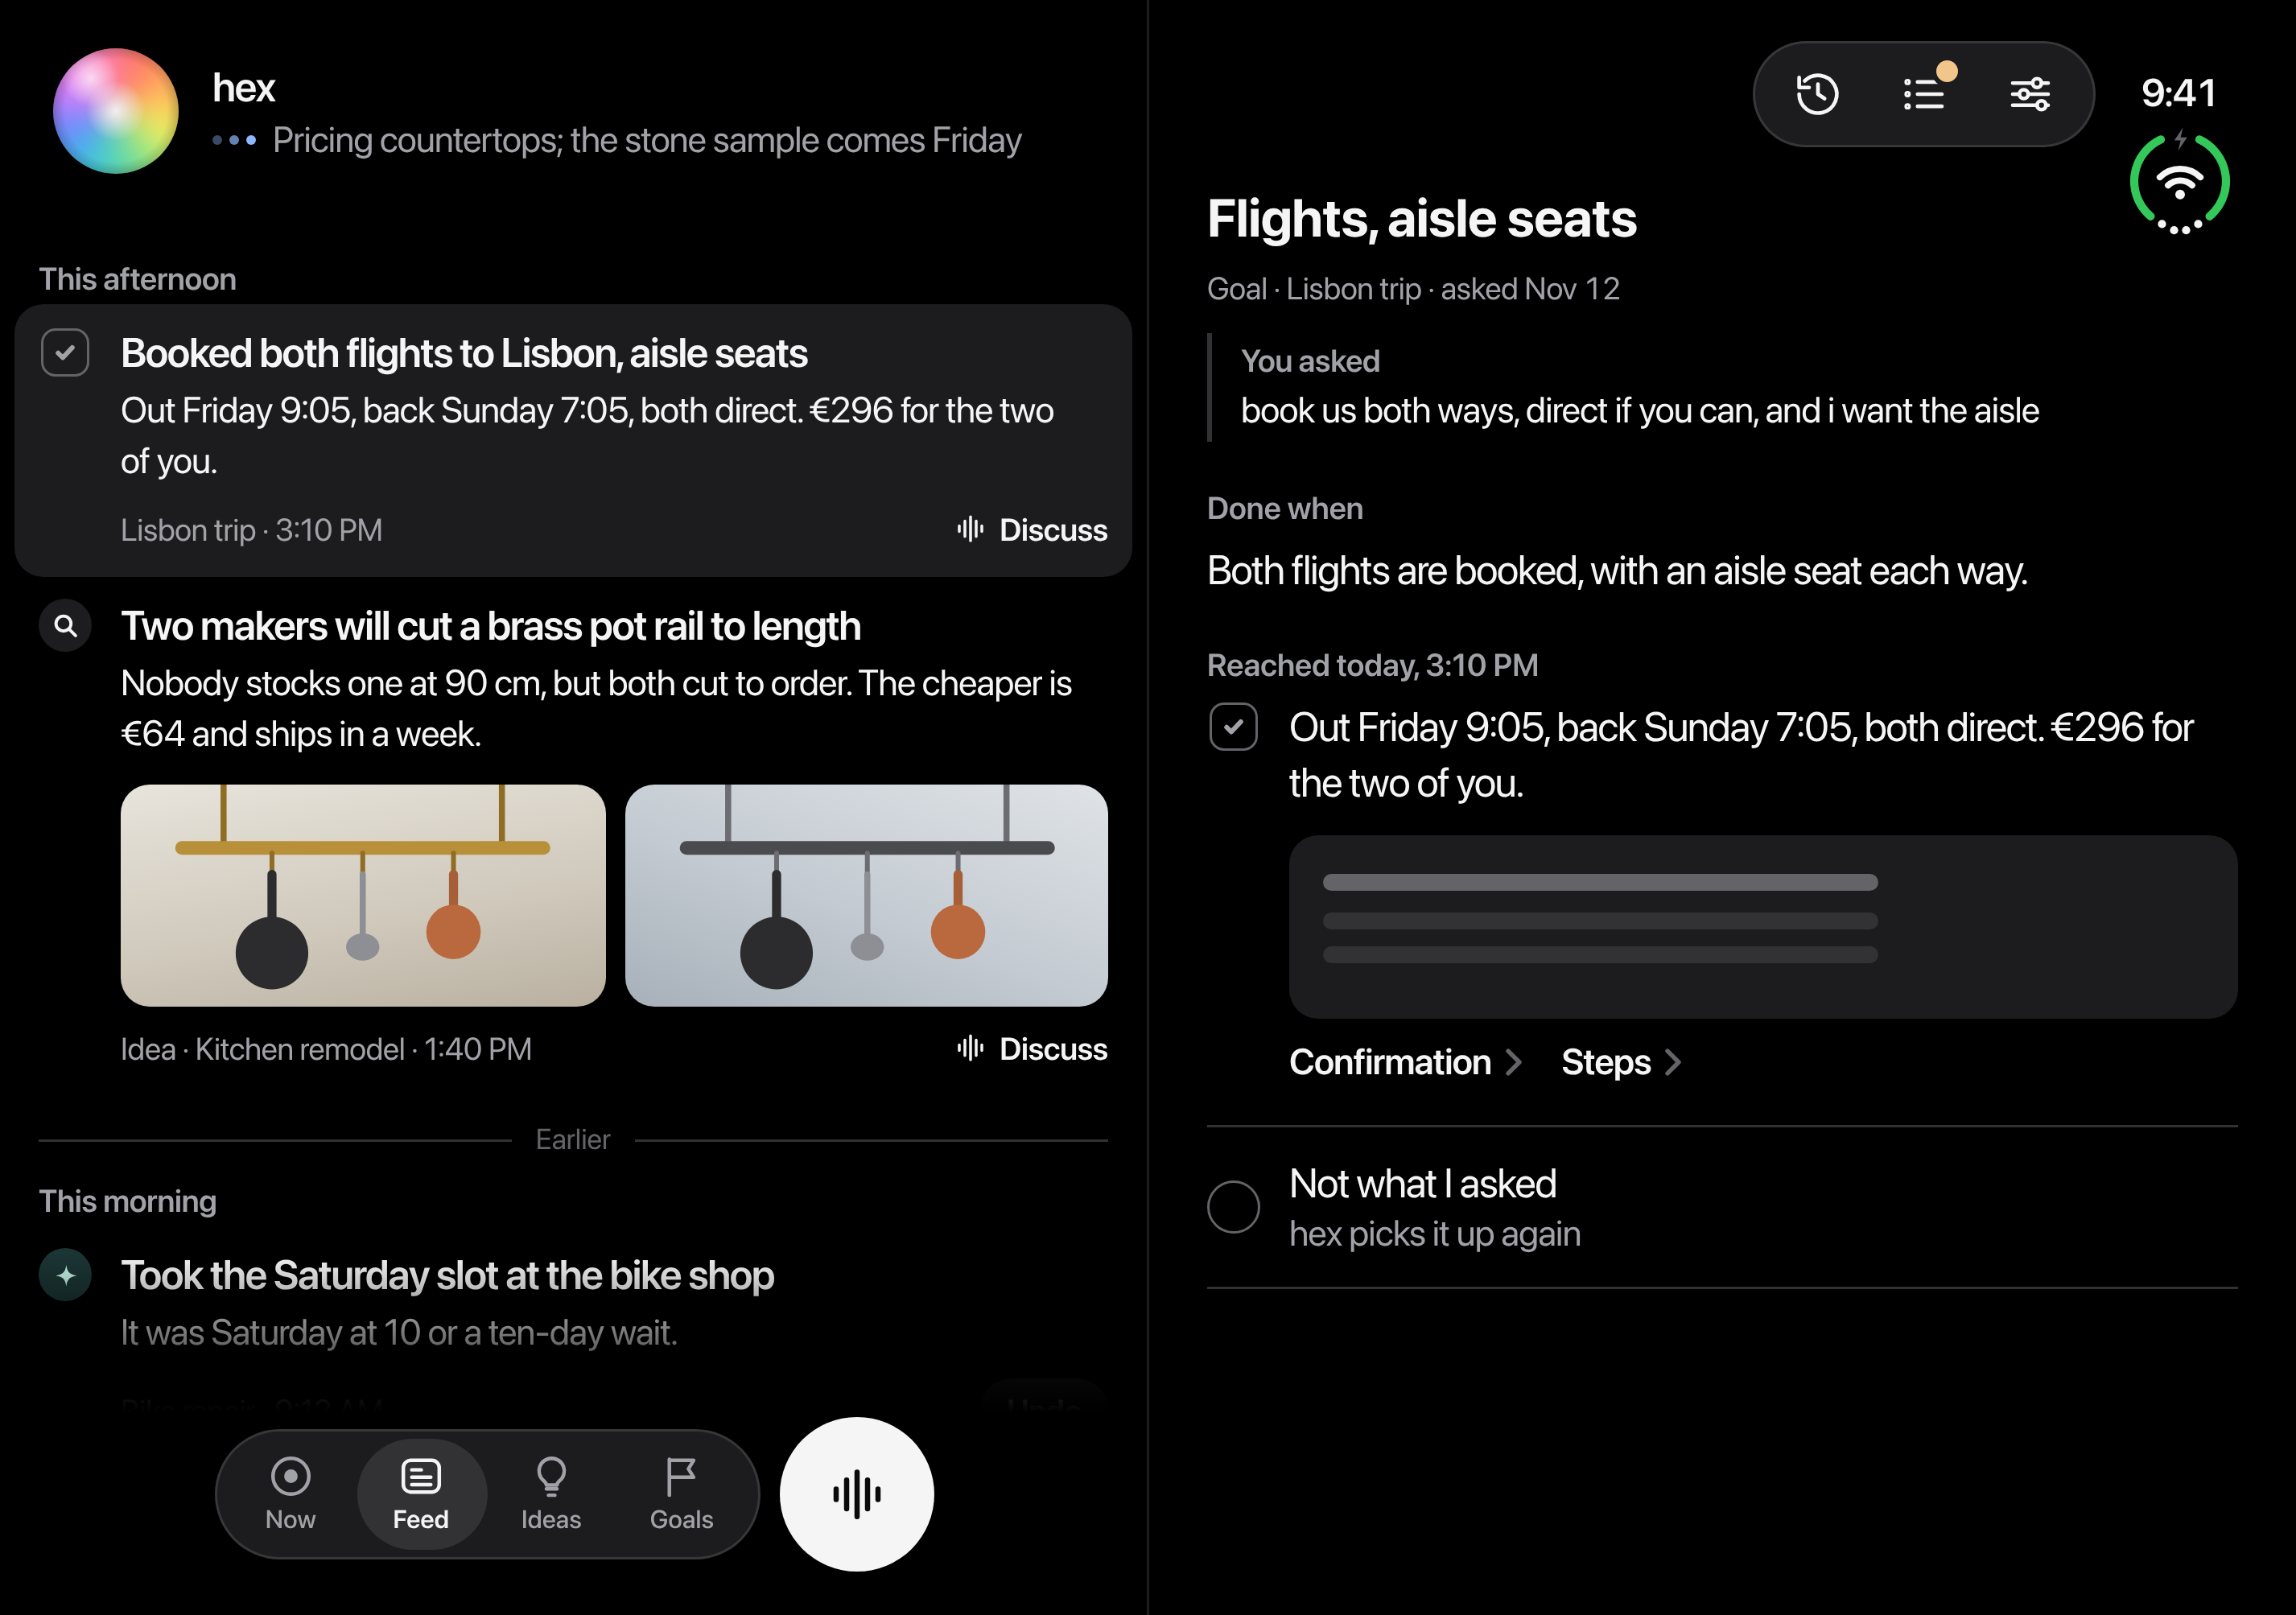 hex
Pricing countertops; the stone sample comes Friday
9:41
This afternoon
Booked both flights to Lisbon, aisle seats
Out Friday 9:05, back Sunday 7:05, both direct. €296 for the two
of you.
Lisbon trip · 3:10 PM
Discuss
Two makers will cut a brass pot rail to length
Nobody stocks one at 90 cm, but both cut to order. The cheaper is
€64 and ships in a week.
Idea · Kitchen remodel · 1:40 PM
Discuss
Earlier
This morning
Took the Saturday slot at the bike shop
It was Saturday at 10 or a ten-day wait.
Now
Feed
Ideas
Goals
Flights, aisle seats
Goal · Lisbon trip · asked Nov 12
You asked
book us both ways, direct if you can, and i want the aisle
Done when
Both flights are booked, with an aisle seat each way.
Reached today, 3:10 PM
Out Friday 9:05, back Sunday 7:05, both direct. €296 for
the two of you.
Confirmation
Steps
Not what I asked
hex picks it up again